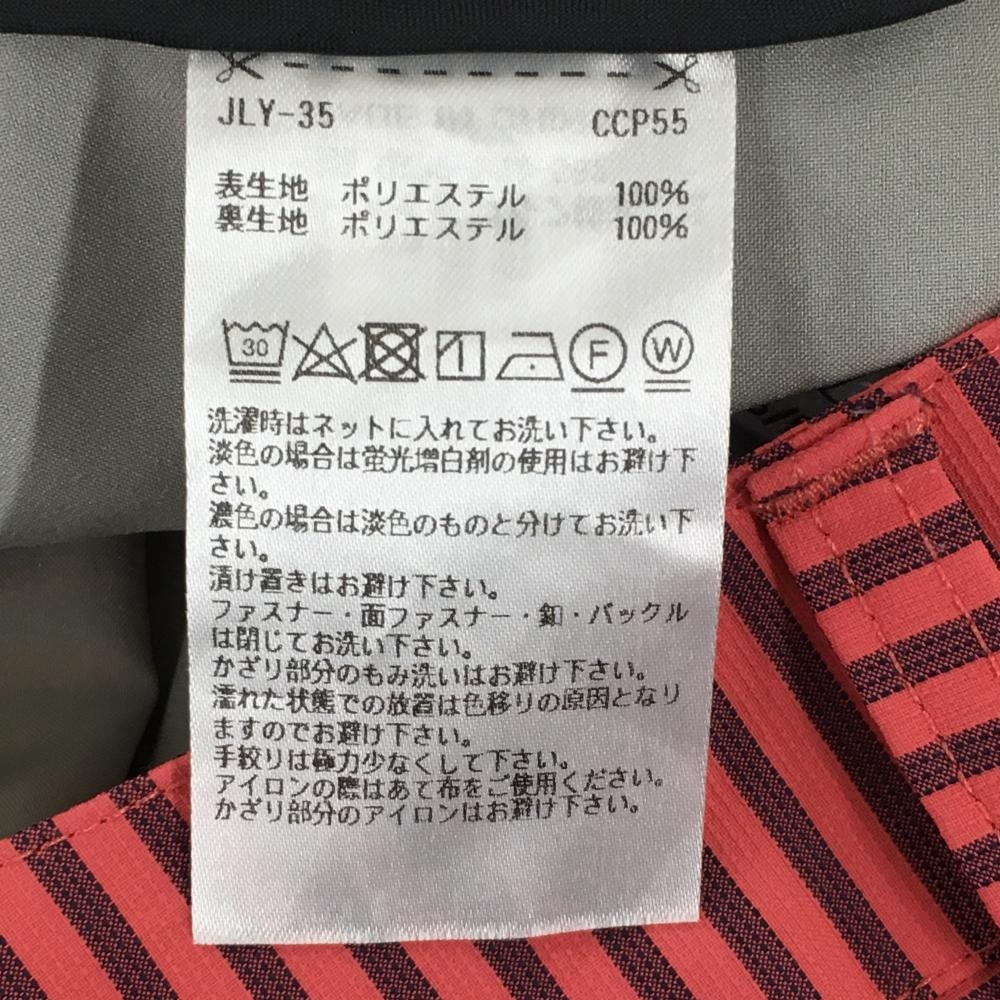 JLY-35 CCP55
表生地 ポリエステル 100%
裏生地 ポリエステル 100%
30 F W
洗濯時はネットに入れてお洗い下さい。
淡色の場合は蛍光増白剤の使用はお避け下
さい。
濃色の場合は淡色のものと分けてお洗い下
さい。
漬け置きはお避け下さい。
ファスナー・面ファスナー・釦・バックル
は閉じてお洗い下さい。
かざり部分のもみ洗いはお避け下さい。
濡れた状態での放置は色移りの原因となり
ますのでお避け下さい。
手絞りは極力少なくして下さい。
アイロンの際はあて布をご使用ください。
かざり部分のアイロンはお避け下さい。